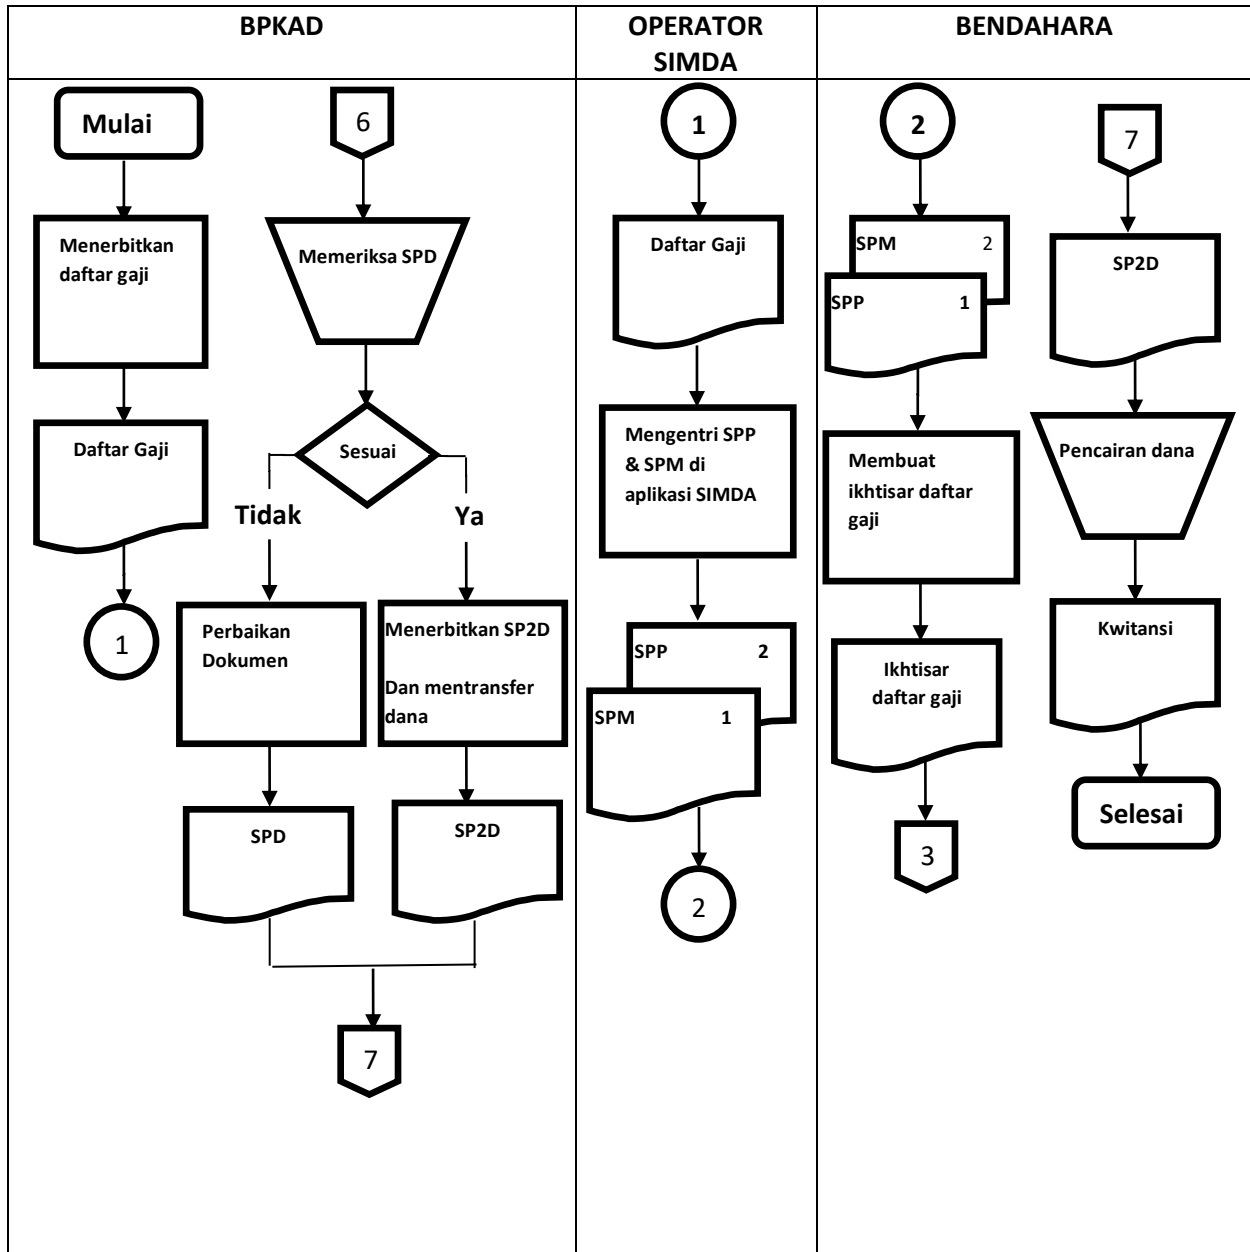 BPKAD
OPERATOR
SIMDA
BENDAHARA
Mulai
Menerbitkan
daftar gaji
Daftar Gaji
1
6
Memeriksa SPD
Sesuai
Tidak
Ya
Perbaikan
Dokumen
Menerbitkan SP2D
Dan mentransfer
dana
SPD
SP2D
7
1
Daftar Gaji
Mengentri SPP
& SPM di
aplikasi SIMDA
SPP 2
SPM 1
2
2
SPM 2
SPP 1
Membuat
ikhtisar daftar
gaji
Ikhtisar
daftar gaji
3
7
SP2D
Pencairan dana
Kwitansi
Selesai